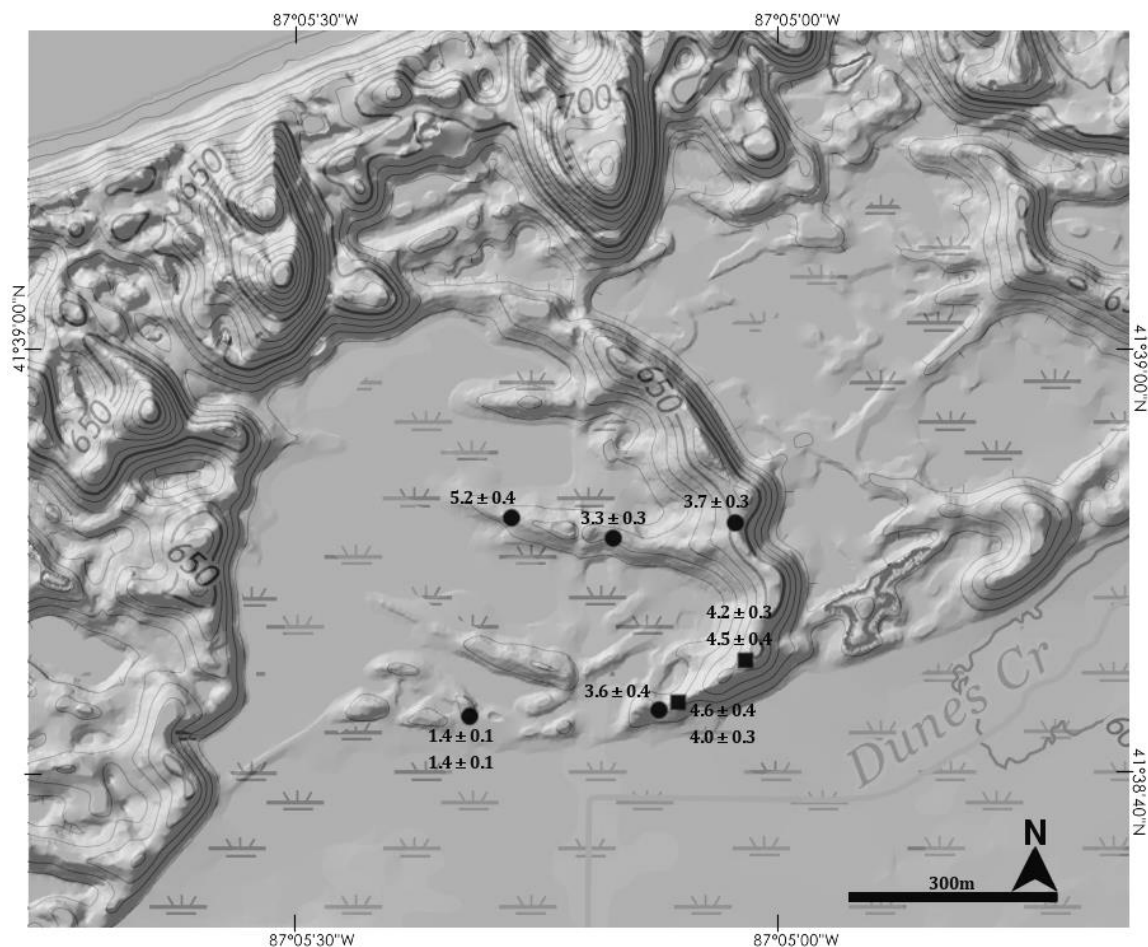 87°05'30"W
87°05'00"W
700
650
650
41°39'00"N
41°39'00"N
650
650
5.2 ± 0.4
3.3 ± 0.3
3.7 ± 0.3
650
4.2 ± 0.3
4.5 ± 0.4
3.6 ± 0.4
4.6 ± 0.4
4.0 ± 0.3
1.4 ± 0.1
1.4 ± 0.1
Dunes Cr
41°38'40"N
N
300m
87°05'30"W
87°05'00"W